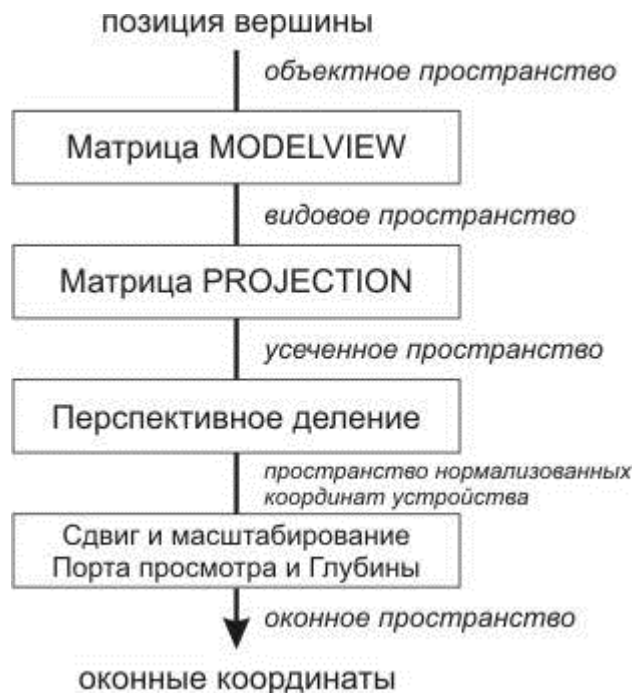 позиция вершины
объектное пространство
Матрица MODELVIEW
видовое пространство
Матрица PROJECTION
усеченное пространство
Перспективное деление
пространство нормализованных
координат устройства
Сдвиг и масштабирование
Порта просмотра и Глубины
оконное пространство
оконные координаты